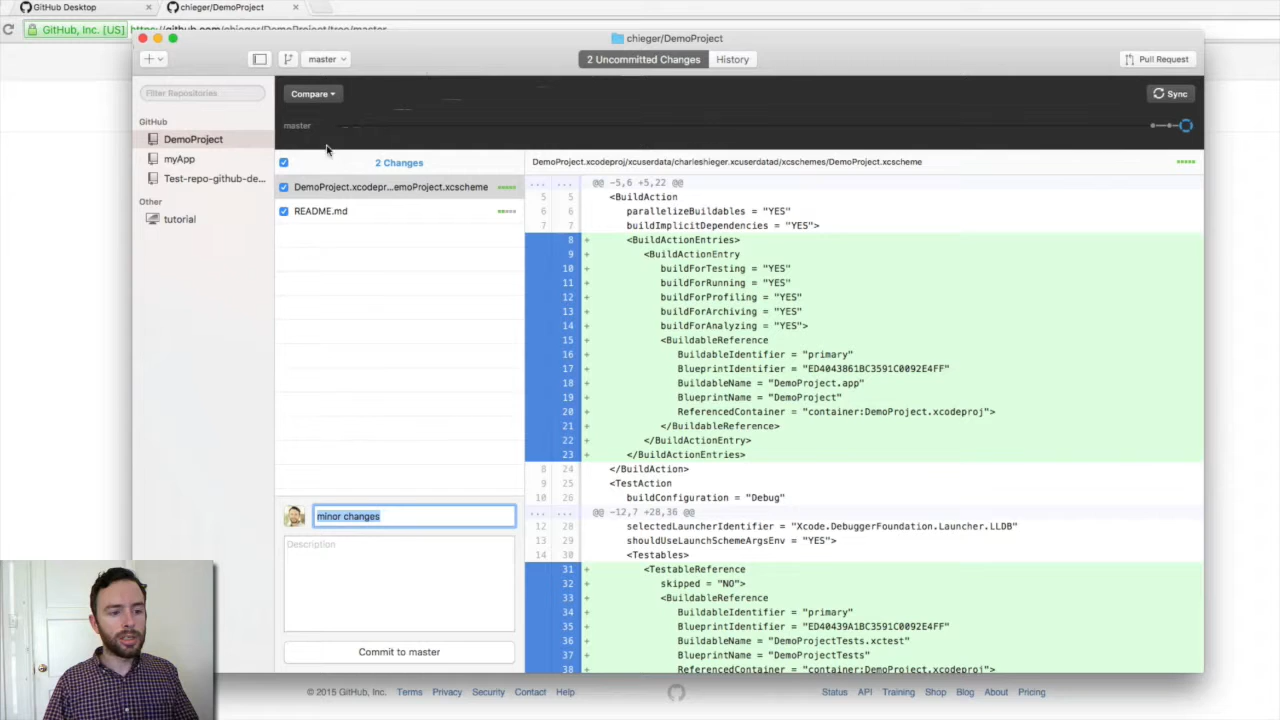 GitHub Desktop
chieger/DemoProject
GitHub, Inc. [US]
https://github.com/chieger/DemoProject/tree/master
chieger/DemoProject
master
2 Uncommitted Changes
History
Pull Request
Filter Repositories
GitHub
DemoProject
myApp
Test-repo-github-de...
Other
tutorial
Compare
Sync
master
2 Changes
DemoProject.xcodepr...emoProject.xcscheme
README.md
minor changes
Description
Commit to master
DemoProject.xcodeproj/xcuserdata/charleshieger.xcuserdatad/xcschemes/DemoProject.xcscheme
... ... @@ -5,6 +5,22 @@
5 5 <BuildAction
6 6 parallelizeBuildables = "YES"
7 7 buildImplicitDependencies = "YES">
8 + <BuildActionEntries>
9 + <BuildActionEntry
10 + buildForTesting = "YES"
11 + buildForRunning = "YES"
12 + buildForProfiling = "YES"
13 + buildForArchiving = "YES"
14 + buildForAnalyzing = "YES">
15 + <BuildableReference
16 + BuildableIdentifier = "primary"
17 + BlueprintIdentifier = "ED4043861BC3591C0092E4FF"
18 + BuildableName = "DemoProject.app"
19 + BlueprintName = "DemoProject"
20 + ReferencedContainer = "container:DemoProject.xcodeproj">
21 + </BuildableReference>
22 + </BuildActionEntry>
23 + </BuildActionEntries>
8 24 </BuildAction>
9 25 <TestAction
10 26 buildConfiguration = "Debug"
... ... @@ -12,7 +28,36 @@
12 28 selectedLauncherIdentifier = "Xcode.DebuggerFoundation.Launcher.LLDB"
13 29 shouldUseLaunchSchemeArgsEnv = "YES">
14 30 <Testables>
31 + <TestableReference
32 + skipped = "NO">
33 + <BuildableReference
34 + BuildableIdentifier = "primary"
35 + BlueprintIdentifier = "ED40439A1BC3591C0092E4FF"
36 + BuildableName = "DemoProjectTests.xctest"
37 + BlueprintName = "DemoProjectTests"
38 + ReferencedContainer = "container:DemoProject.xcodeproj">
© 2015 GitHub, Inc. Terms Privacy Security Contact Help
Status API Training Shop Blog About Pricing